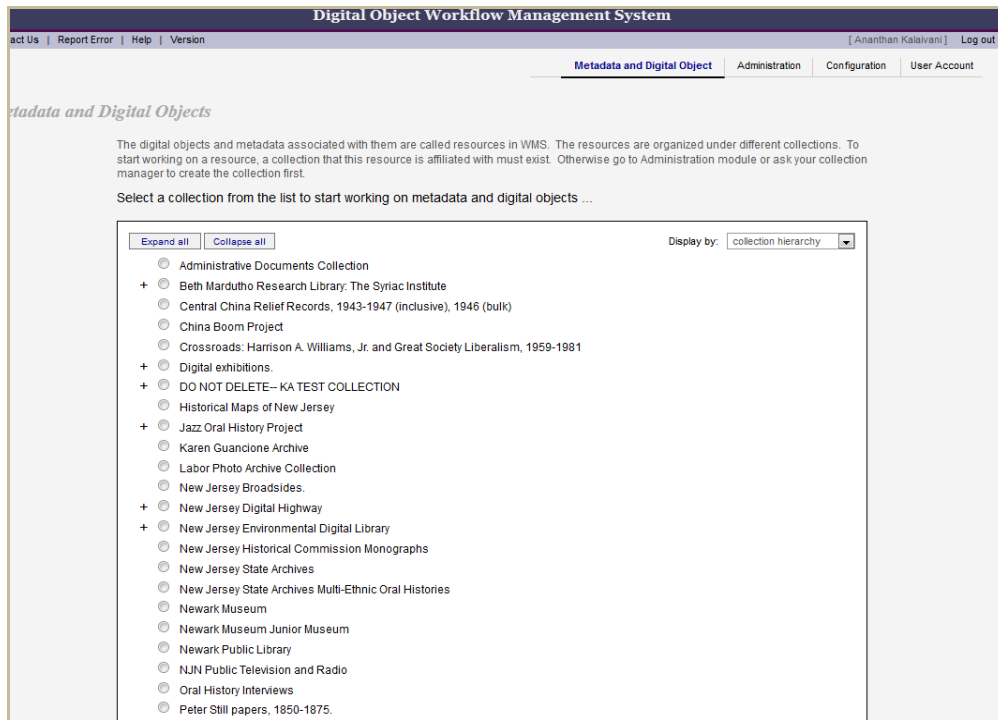 Digital Object Workflow Management System
act Us | Report Error | Help | Version [ Ananthan Kalaivani ] Log out
Metadata and Digital Object Administration Configuration User Account
tadata and Digital Objects
The digital objects and metadata associated with them are called resources in WMS. The resources are organized under different collections. To
start working on a resource, a collection that this resource is affiliated with must exist. Otherwise go to Administration module or ask your collection
manager to create the collection first.
Select a collection from the list to start working on metadata and digital objects ...
Expand all Collapse all Display by: collection hierarchy
Administrative Documents Collection
+ Beth Mardutho Research Library: The Syriac Institute
Central China Relief Records, 1943-1947 (inclusive), 1946 (bulk)
China Boom Project
Crossroads: Harrison A. Williams, Jr. and Great Society Liberalism, 1959-1981
+ Digital exhibitions.
+ DO NOT DELETE-- KA TEST COLLECTION
Historical Maps of New Jersey
+ Jazz Oral History Project
Karen Guancione Archive
Labor Photo Archive Collection
New Jersey Broadsides.
+ New Jersey Digital Highway
+ New Jersey Environmental Digital Library
New Jersey Historical Commission Monographs
New Jersey State Archives
New Jersey State Archives Multi-Ethnic Oral Histories
Newark Museum
Newark Museum Junior Museum
Newark Public Library
NJN Public Television and Radio
Oral History Interviews
Peter Still papers, 1850-1875.